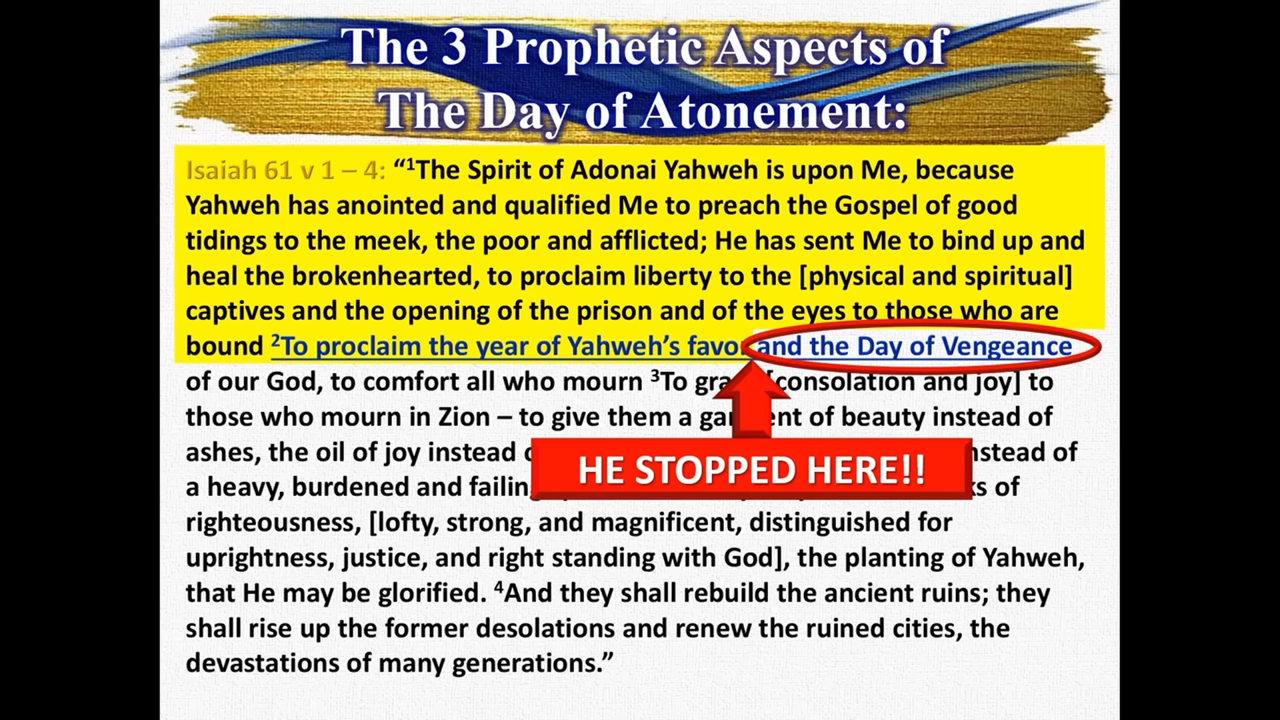 The 3 Prophetic Aspects of
The Day of Atonement:
Isaiah 61 v 1 – 4: “¹The Spirit of Adonai Yahweh is upon Me, because
Yahweh has anointed and qualified Me to preach the Gospel of good
tidings to the meek, the poor and afflicted; He has sent Me to bind up and
heal the brokenhearted, to proclaim liberty to the [physical and spiritual]
captives and the opening of the prison and of the eyes to those who are
bound ²To proclaim the year of Yahweh’s favor and the Day of Vengeance
of our God, to comfort all who mourn ³To [consolation and joy] to
those who mourn in Zion – to give them a of beauty instead of
ashes, the oil of joy instead
HE STOPPED HERE!!
a heavy, burdened and of
righteousness, [lofty, strong, and magnificent, distinguished for
uprightness, justice, and right standing with God], the planting of Yahweh,
that He may be glorified. ⁴And they shall rebuild the ancient ruins; they
shall rise up the former desolations and renew the ruined cities, the
devastations of many generations.”